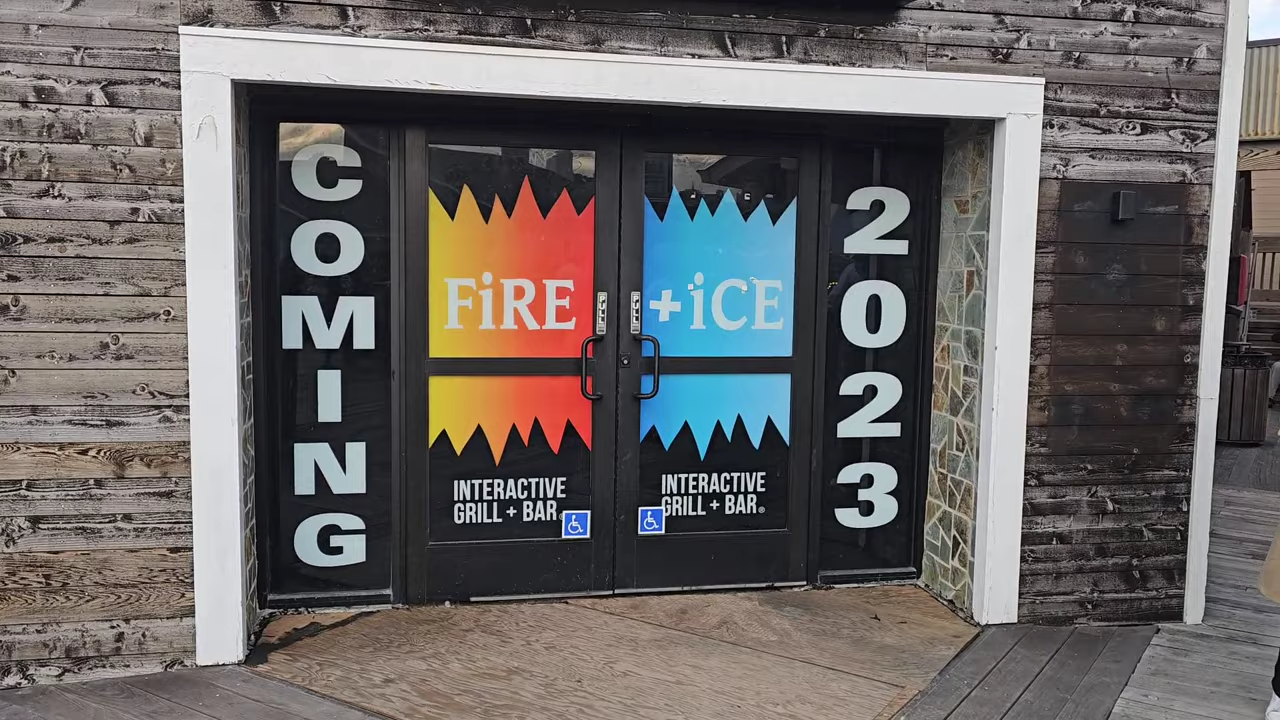 COMING
FiRE
+iCE
PULL
PULL
INTERACTIVE
GRILL + BAR®
INTERACTIVE
GRILL + BAR®
2023